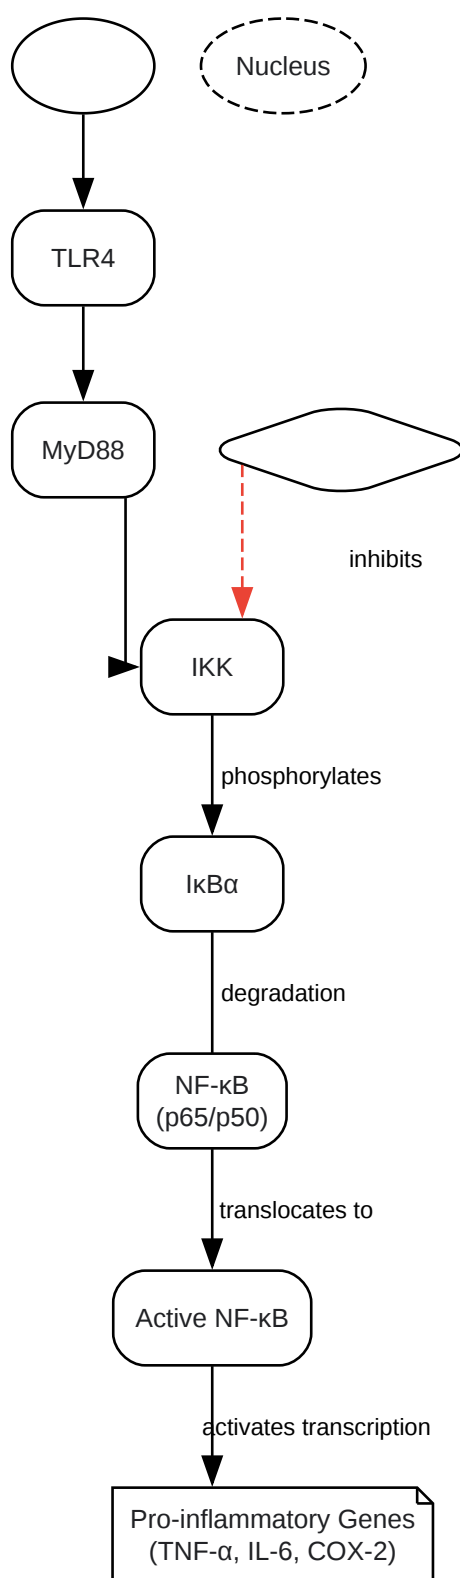 Nucleus
TLR4
MyD88
inhibits
IKK
phosphorylates
IκBα
degradation
NF-κB
(p65/p50)
translocates to
Active NF-κB
activates transcription
Pro-inflammatory Genes
(TNF-α, IL-6, COX-2)